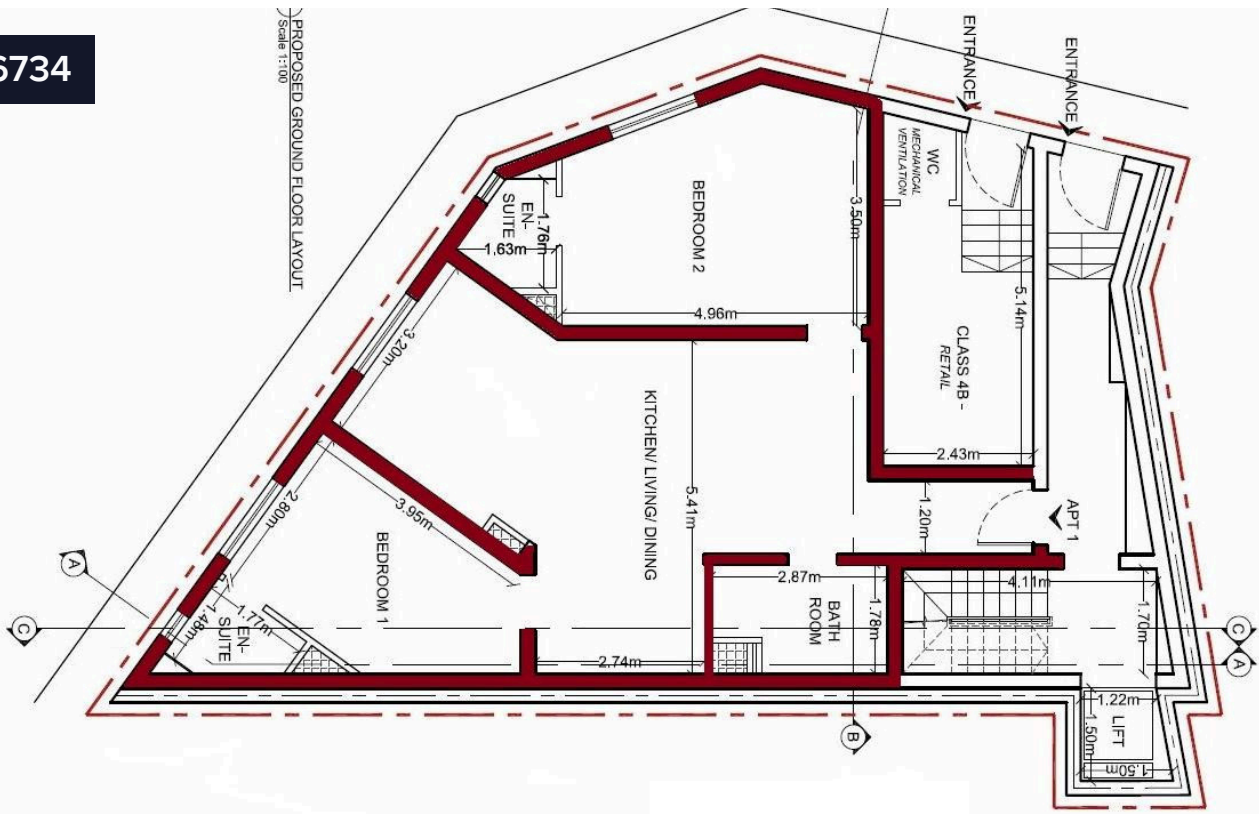 6734
PROPOSED GROUND FLOOR LAYOUT
Scale 1:100
ENTRANCE
ENTRANCE
WC
MECHANICAL
VENTILATION
BEDROOM 2
3.50m
EN-
SUITE
1.76m
1.63m
4.96m
5.14m
CLASS 4B -
RETAIL
2.43m
3.20m
KITCHEN/ LIVING/ DINING
5.41m
1.20m
APT 1
3.95m
2.80m
BEDROOM 1
2.87m
BATH
ROOM
1.78m
4.11m
1.70m
A
C
1.77m
1.48m
EN-
SUITE
2.74m
C
A
B
1.22m
LIFT
1.50m
1.50m